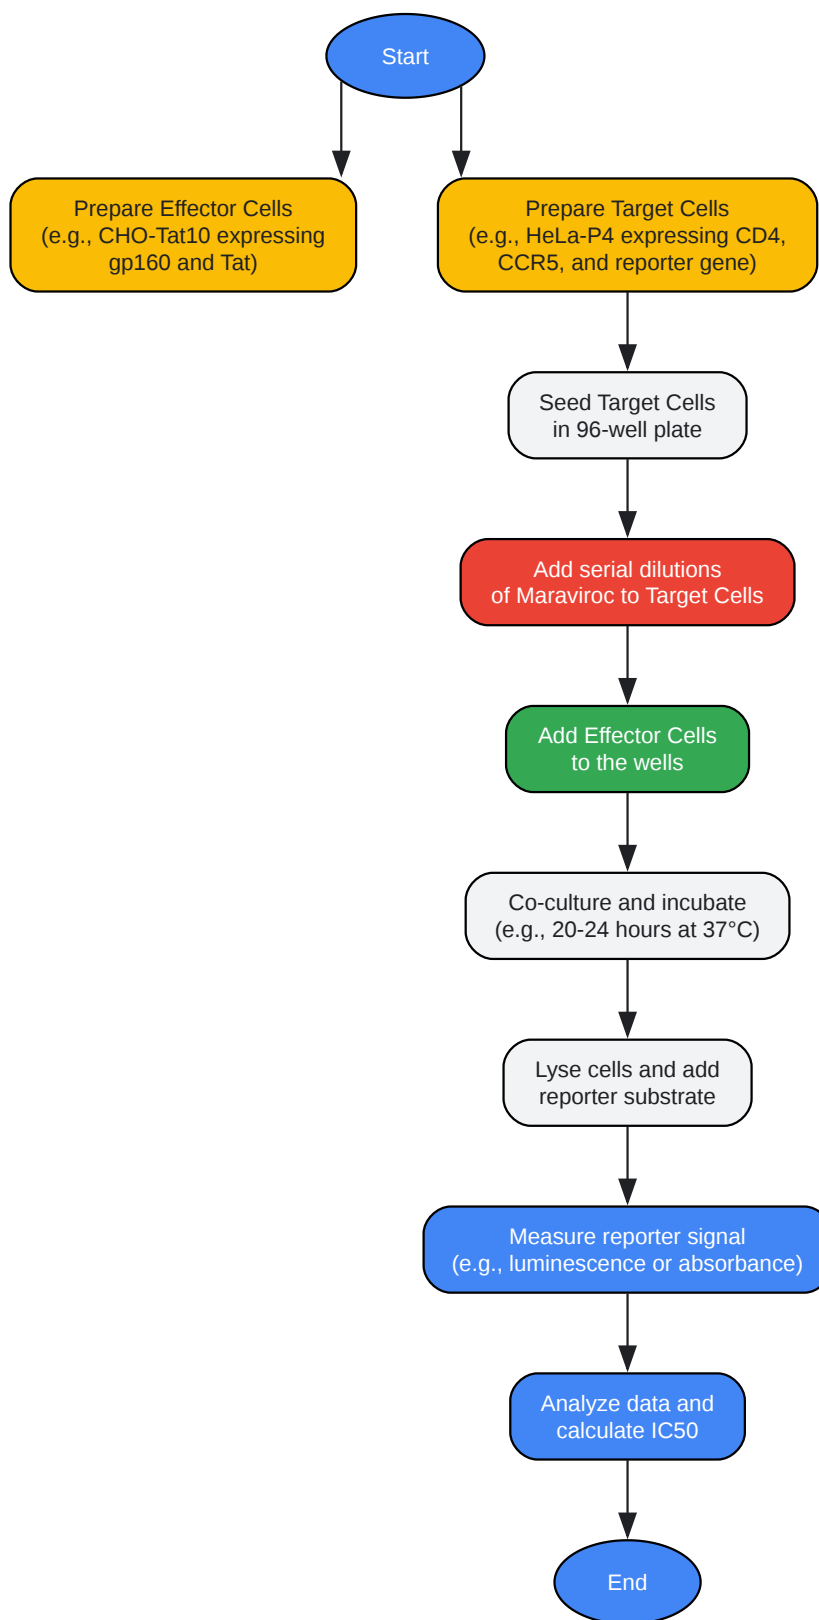 Start
Prepare Effector Cells
(e.g., CHO-Tat10 expressing
gp160 and Tat)
Prepare Target Cells
(e.g., HeLa-P4 expressing CD4,
CCR5, and reporter gene)
Seed Target Cells
in 96-well plate
Add serial dilutions
of Maraviroc to Target Cells
Add Effector Cells
to the wells
Co-culture and incubate
(e.g., 20-24 hours at 37°C)
Lyse cells and add
reporter substrate
Measure reporter signal
(e.g., luminescence or absorbance)
Analyze data and
calculate IC50
End